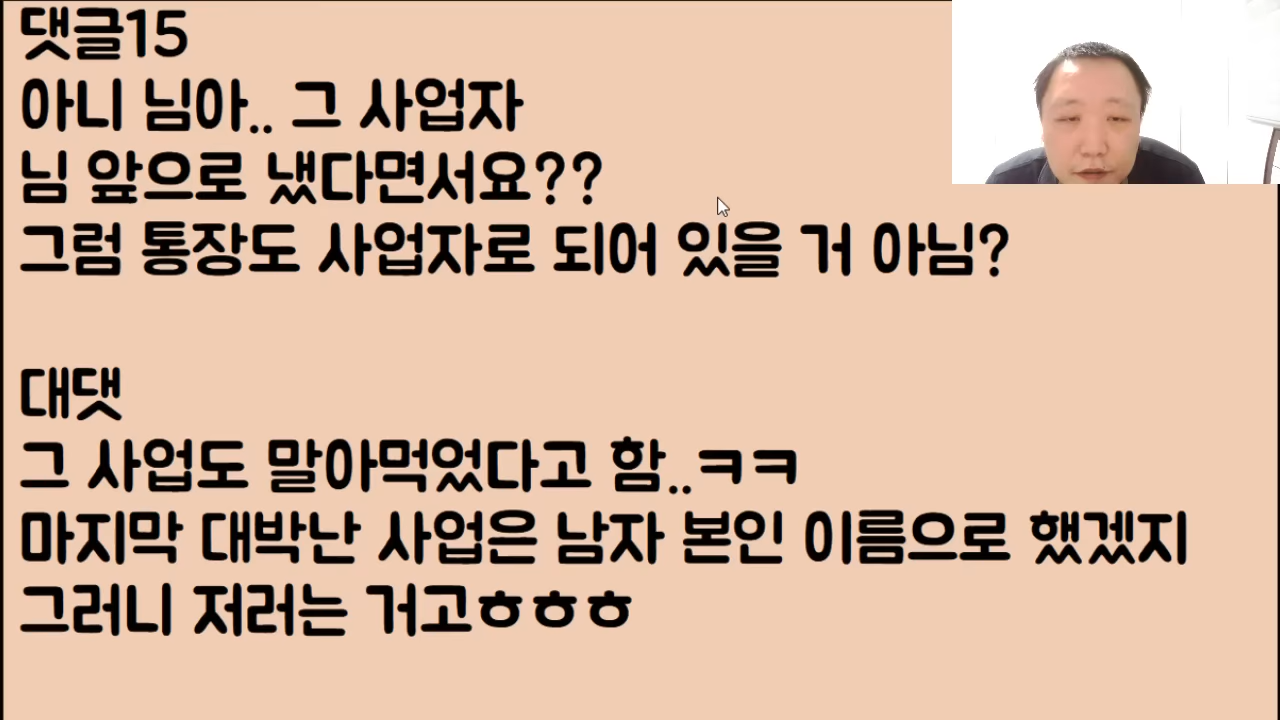 댓글15
아니 님아.. 그 사업자
님 앞으로 냈다면서요??
그럼 통장도 사업자로 되어 있을 거 아님?
대댓
그 사업도 말아먹었다고 함..ㅋㅋ
마지막 대박난 사업은 남자 본인 이름으로 했겠지
그러니 저러는 거고ㅎㅎㅎ